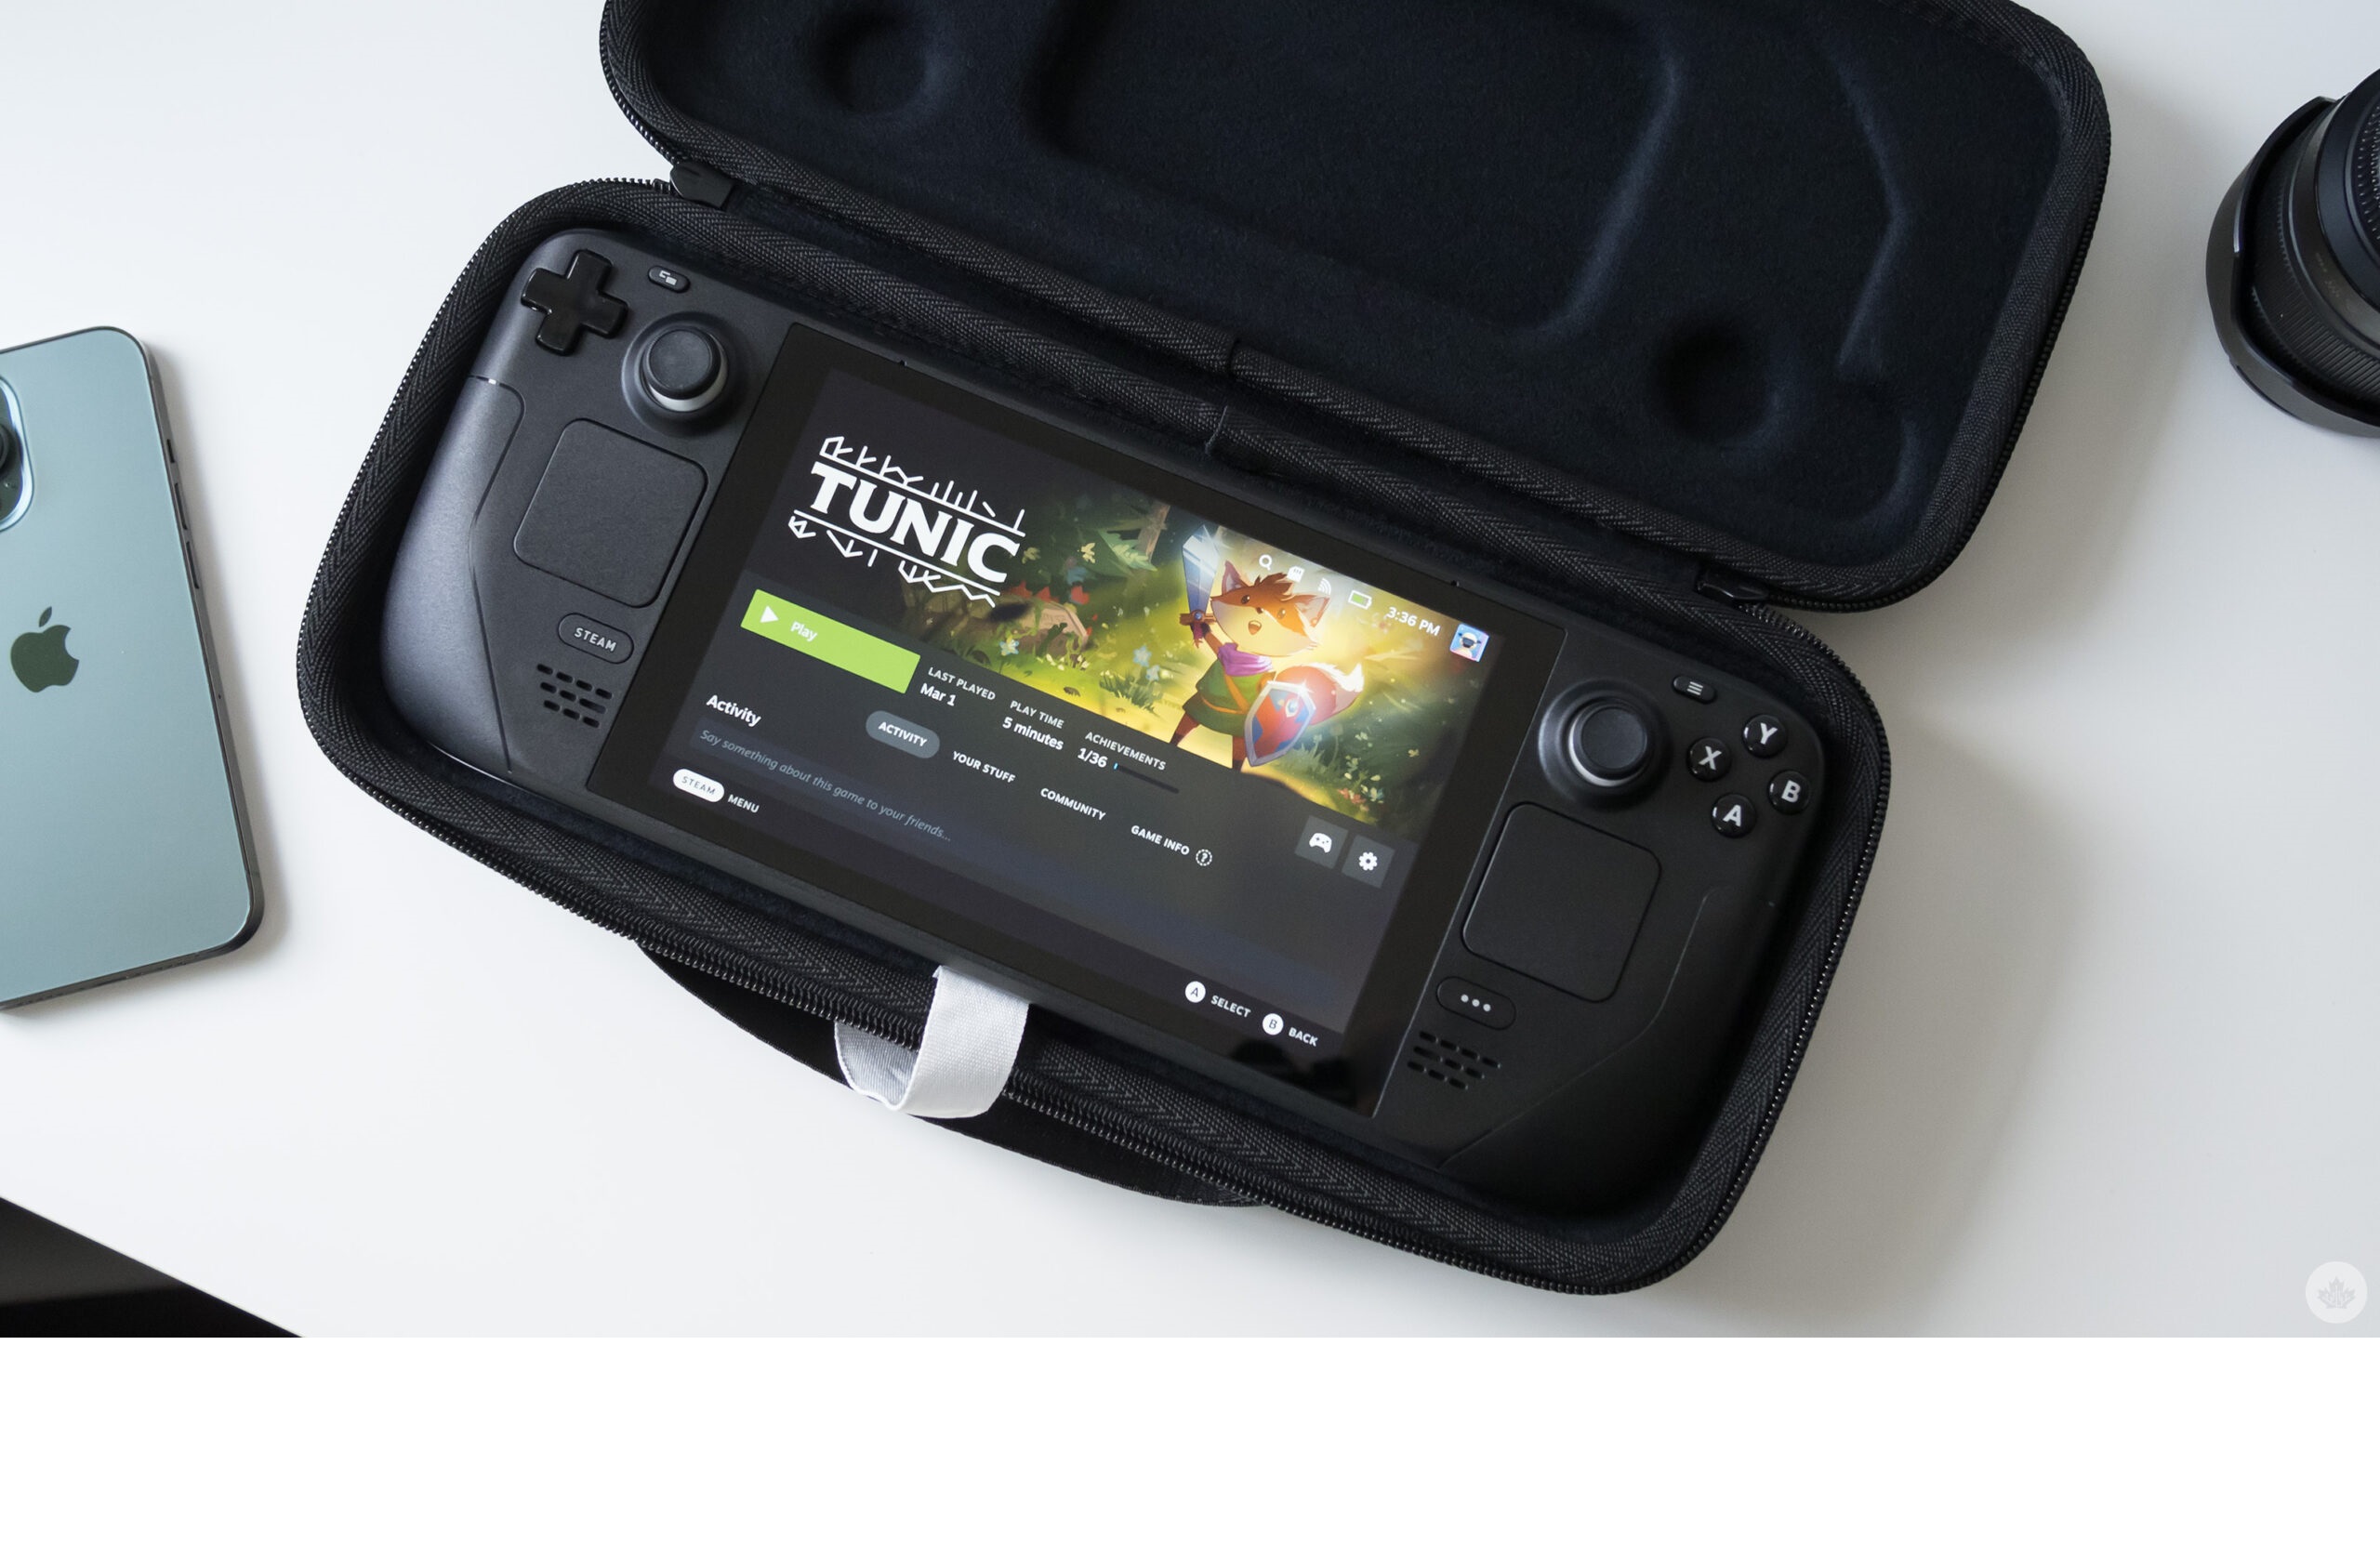 TUNIC
3:36 PM
Play
LAST PLAYED
Mar 1
PLAY TIME
5 minutes
ACHIEVEMENTS
1/36
ACTIVITY
YOUR STUFF
COMMUNITY
GAME INFO
Activity
Say something about this game to your friends...
STEAM MENU
A SELECT
B BACK
STEAM
Y
X
B
A